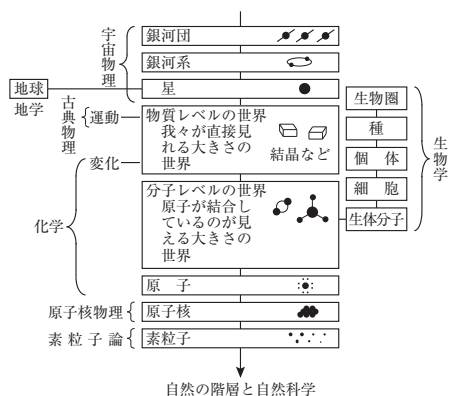 宇宙物理
銀河団
銀河系
星
地球
地学
古典物理
運動
変化
物質レベルの世界
我々が直接見
れる大きさの
世界
結晶など
化学
分子レベルの世界
原子が結合し
ているのが見
える大きさの
世界
原子
原子核物理
原子核
素粒子論
素粒子
生物圏
種
個体
細胞
生体分子
生物学
自然の階層と自然科学